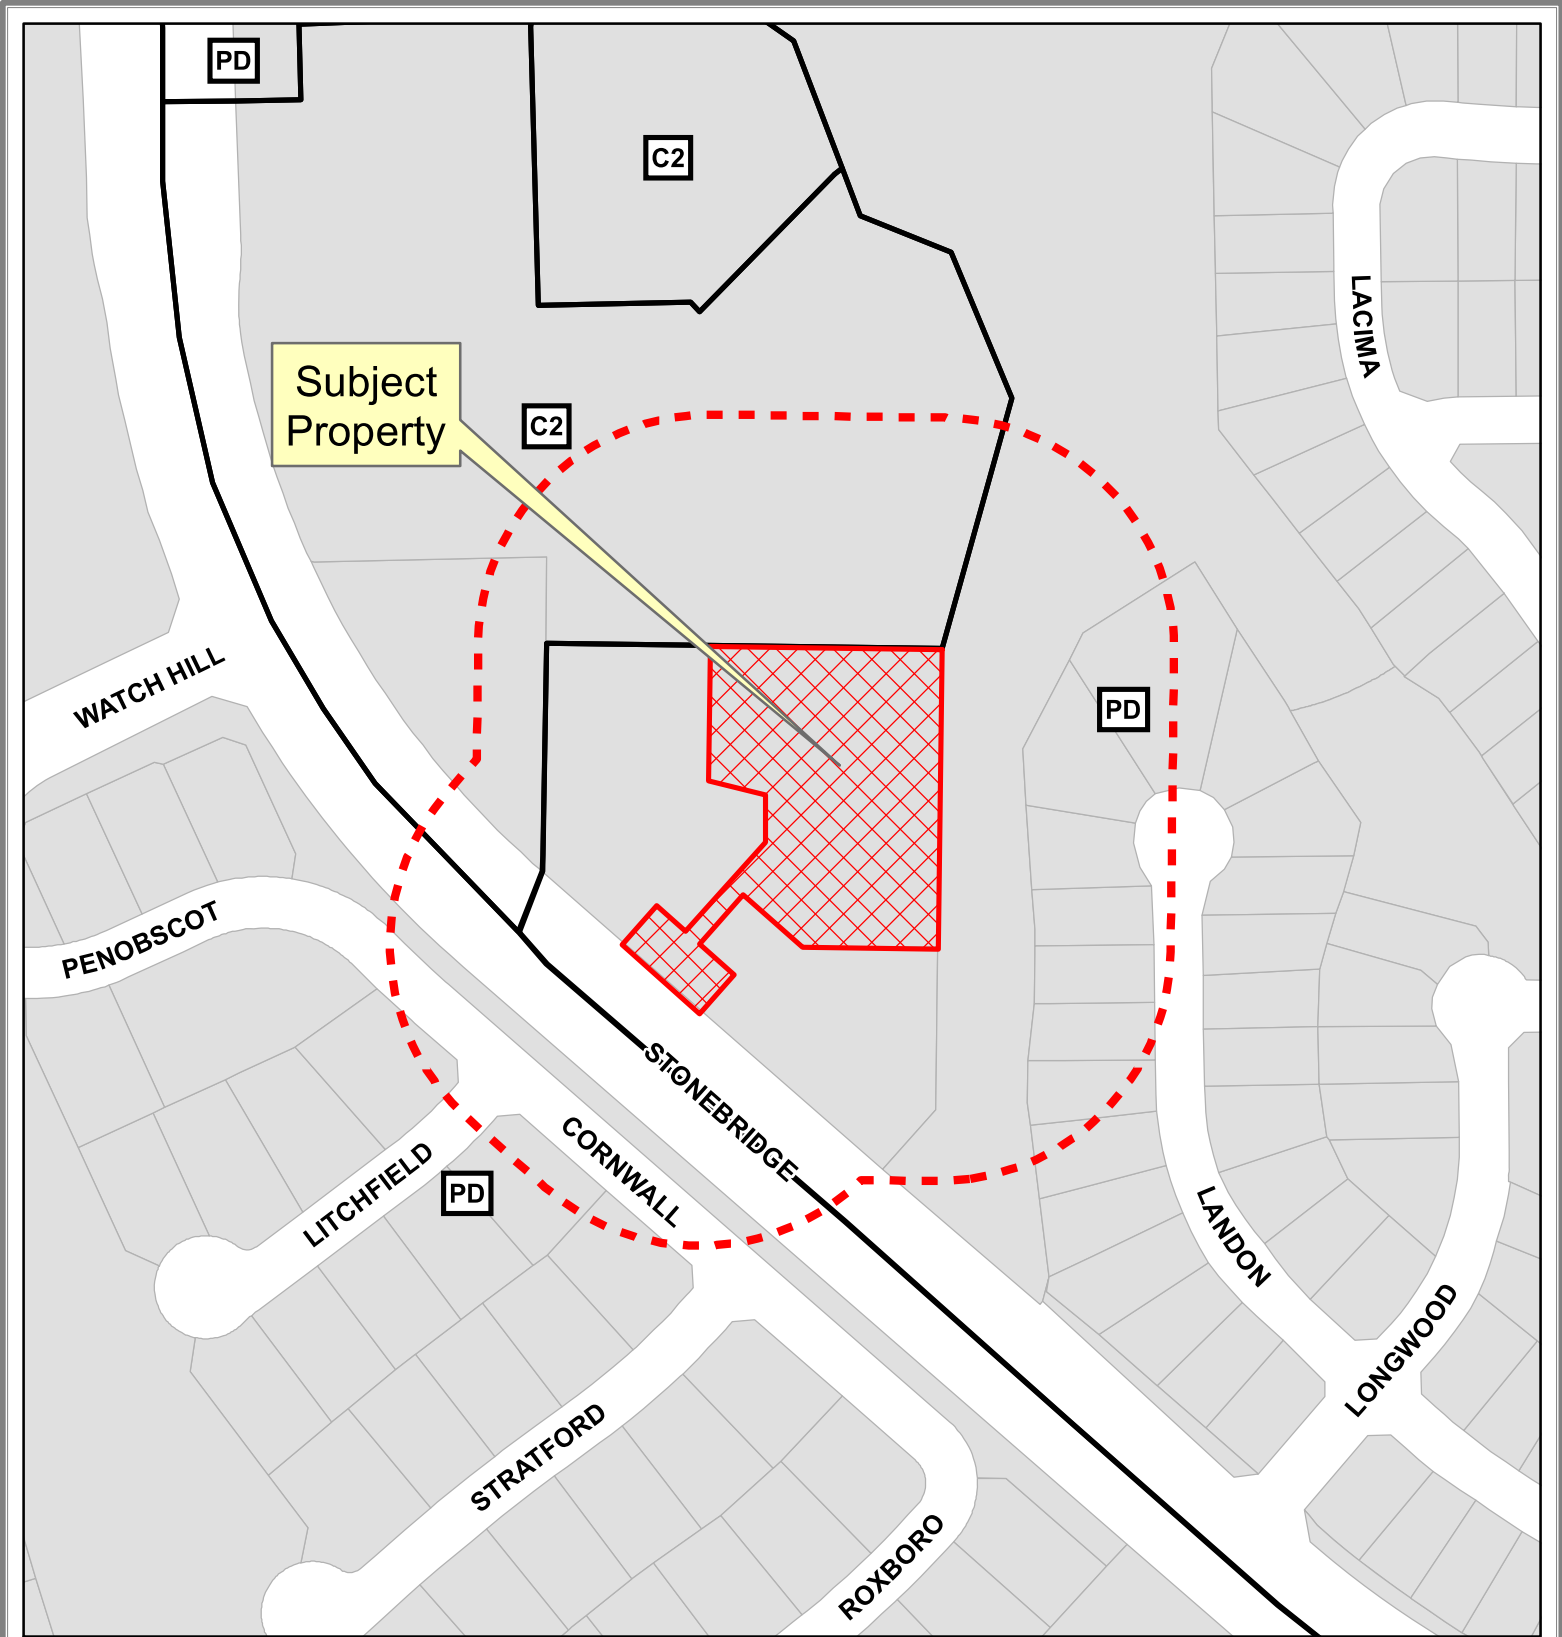 PD
C2
LACIMA
Subject
Property
C2
WATCH HILL
PD
PENOBSCOT
STONEBRIDGE
CORNWALL
LITCHFIELD
PD
LANDON
LONGWOOD
STRATFORD
ROXBORO